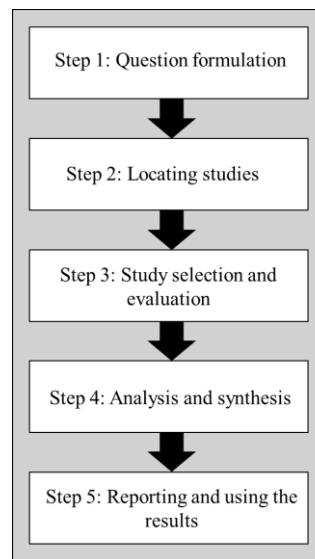 Step 1: Question formulation
Step 2: Locating studies
Step 3: Study selection and
evaluation
Step 4: Analysis and synthesis
Step 5: Reporting and using the
results